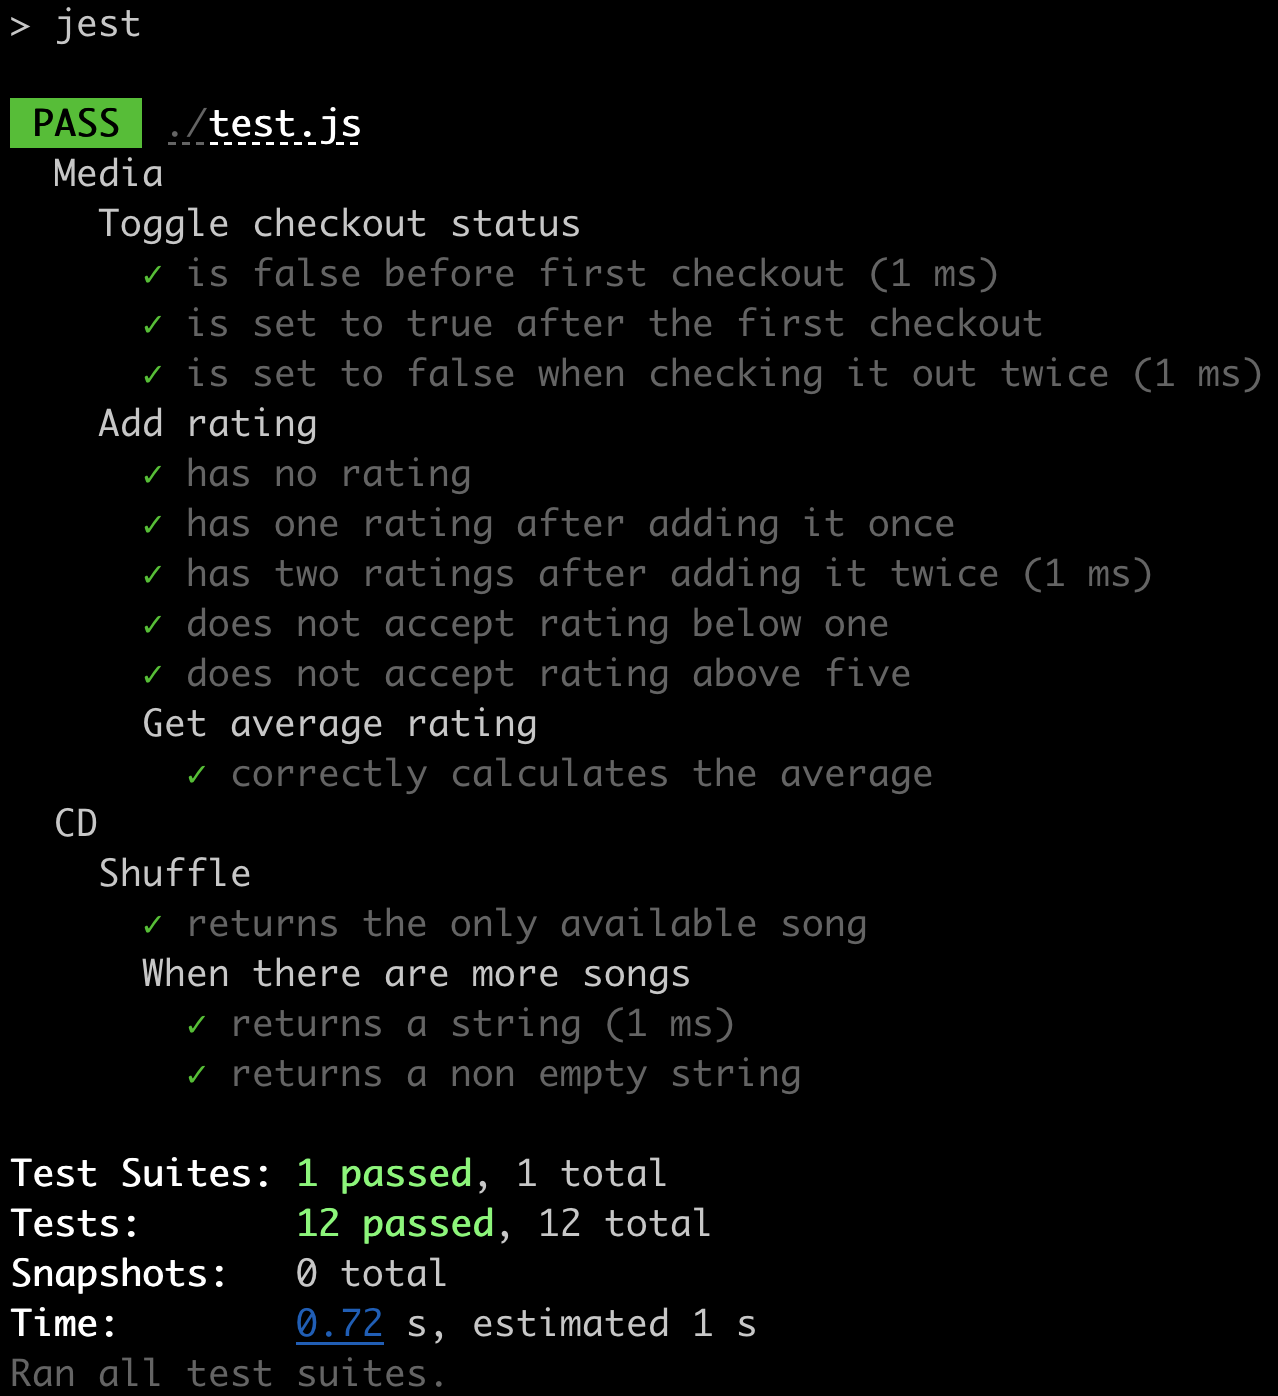 > jest
PASS ./test.js
Media
Toggle checkout status
✓ is false before first checkout (1 ms)
✓ is set to true after the first checkout
✓ is set to false when checking it out twice (1 ms)
Add rating
✓ has no rating
✓ has one rating after adding it once
✓ has two ratings after adding it twice (1 ms)
✓ does not accept rating below one
✓ does not accept rating above five
Get average rating
✓ correctly calculates the average
CD
Shuffle
✓ returns the only available song
When there are more songs
✓ returns a string (1 ms)
✓ returns a non empty string
Test Suites: 1 passed, 1 total
Tests: 12 passed, 12 total
Snapshots: 0 total
Time: 0.72 s, estimated 1 s
Ran all test suites.